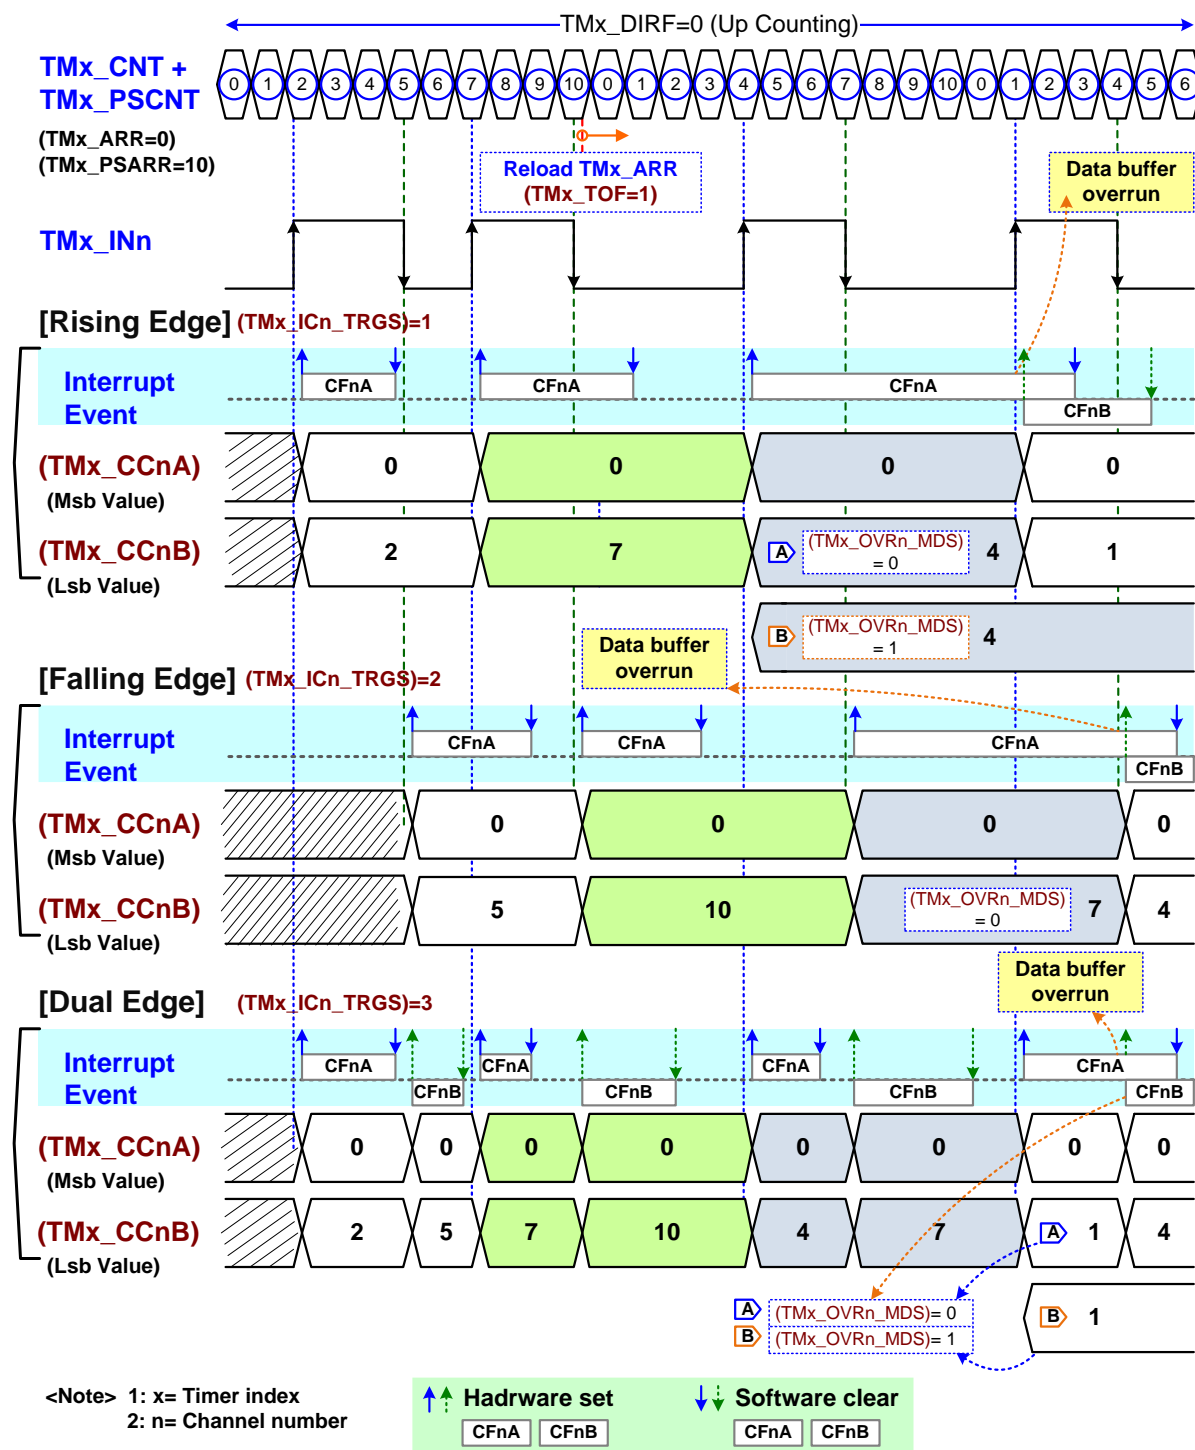 TMx_DIRF=0 (Up Counting)
TMx_CNT +
TMx_PSCNT
0 1 2 3 4 5 6 7 8 9 10 0 1 2 3 4 5 6 7 8 9 10 0 1 2 3 4 5 6
(TMx_ARR=0)
(TMx_PSARR=10)
Reload TMx_ARR
(TMx_TOF=1)
Data buffer
overrun
TMx_INn
[Rising Edge] (TMx_ICn_TRGS)=1
Interrupt
Event
CFnA CFnA CFnA
CFnB
(TMx_CCnA)
(Msb Value)
0 0 0 0
(TMx_CCnB)
(Lsb Value)
2 7 A (TMx_OVRn_MDS)
= 0
4 1
B (TMx_OVRn_MDS)
= 1
4
Data buffer
overrun
[Falling Edge] (TMx_ICn_TRGS)=2
Interrupt
Event
CFnA CFnA CFnA
CFnB
(TMx_CCnA)
(Msb Value)
0 0 0 0
(TMx_CCnB)
(Lsb Value)
5 10 (TMx_OVRn_MDS)
= 0
7 4
Data buffer
overrun
[Dual Edge] (TMx_ICn_TRGS)=3
Interrupt
Event
CFnA CFnA CFnA CFnA
CFnB CFnB CFnB CFnB
(TMx_CCnA)
(Msb Value)
0 0 0 0 0 0 0 0
(TMx_CCnB)
(Lsb Value)
2 5 7 10 4 7 A 1 4
A (TMx_OVRn_MDS)= 0
B (TMx_OVRn_MDS)= 1
B 1
<Note> 1: x= Timer index
2: n= Channel number
Hadrware set
CFnA CFnB
Software clear
CFnA CFnB